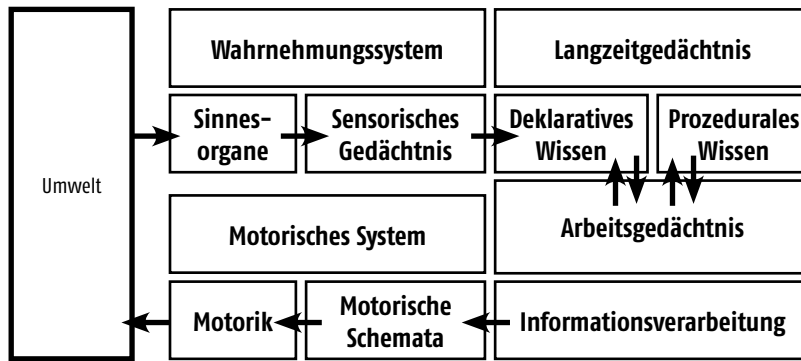 Wahrnehmungssystem
Langzeitgedächtnis
Sinnes-
organe
Sensorisches
Gedächtnis
Deklaratives
Wissen
Prozedurales
Wissen
Umwelt
Motorisches System
Arbeitsgedächtnis
Motorik
Motorische
Schemata
Informationsverarbeitung